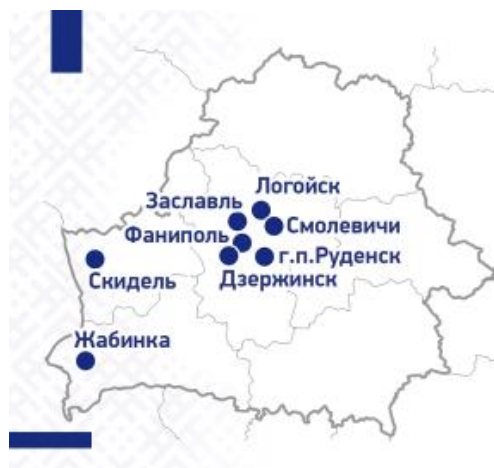 Логойск
Заславль
Смолевичи
Фаниполь
г.п.Руденск
Дзержинск
Скидель
Жабинка